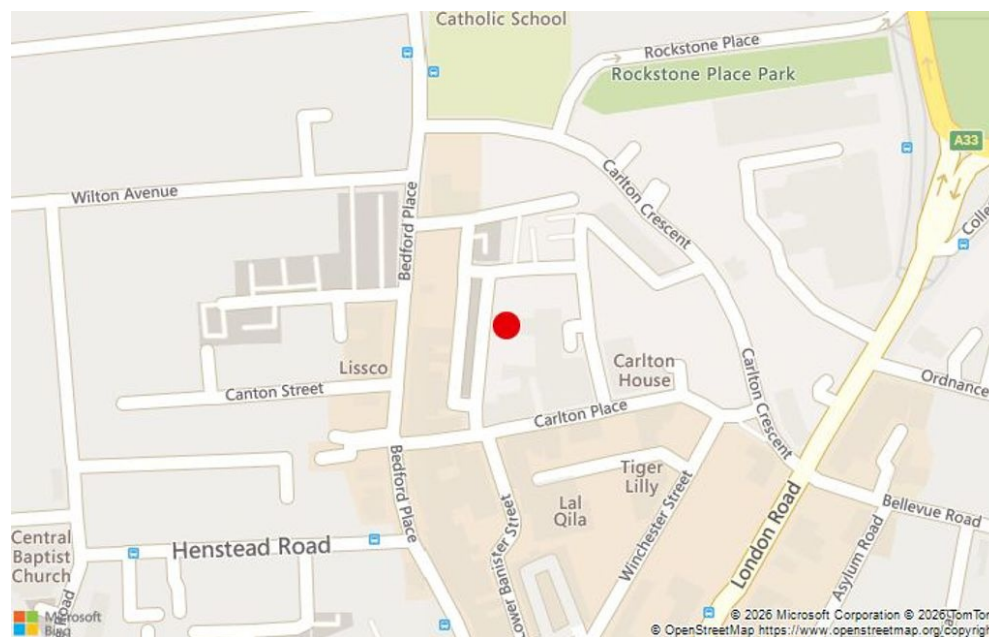 Catholic School
Rockstone Place
Rockstone Place Park
A33
Wilton Avenue
Bedford Place
Carlton Crescent
Lissco
Carlton
House
Carlton Crescent
Ordnance
Canton Street
Carlton Place
Bedford Place
Tiger
Lilly
Lal
Qila
Lower Banister Street
Winchester Street
London Road
Bellevue Road
Asylum Road
Henstead Road
Central
Baptist
Church
Road
Microsoft
Bing
© 2026 Microsoft Corporation © 2026 TomTom
© OpenStreetMap https://www.openstreetmap.org/copyright